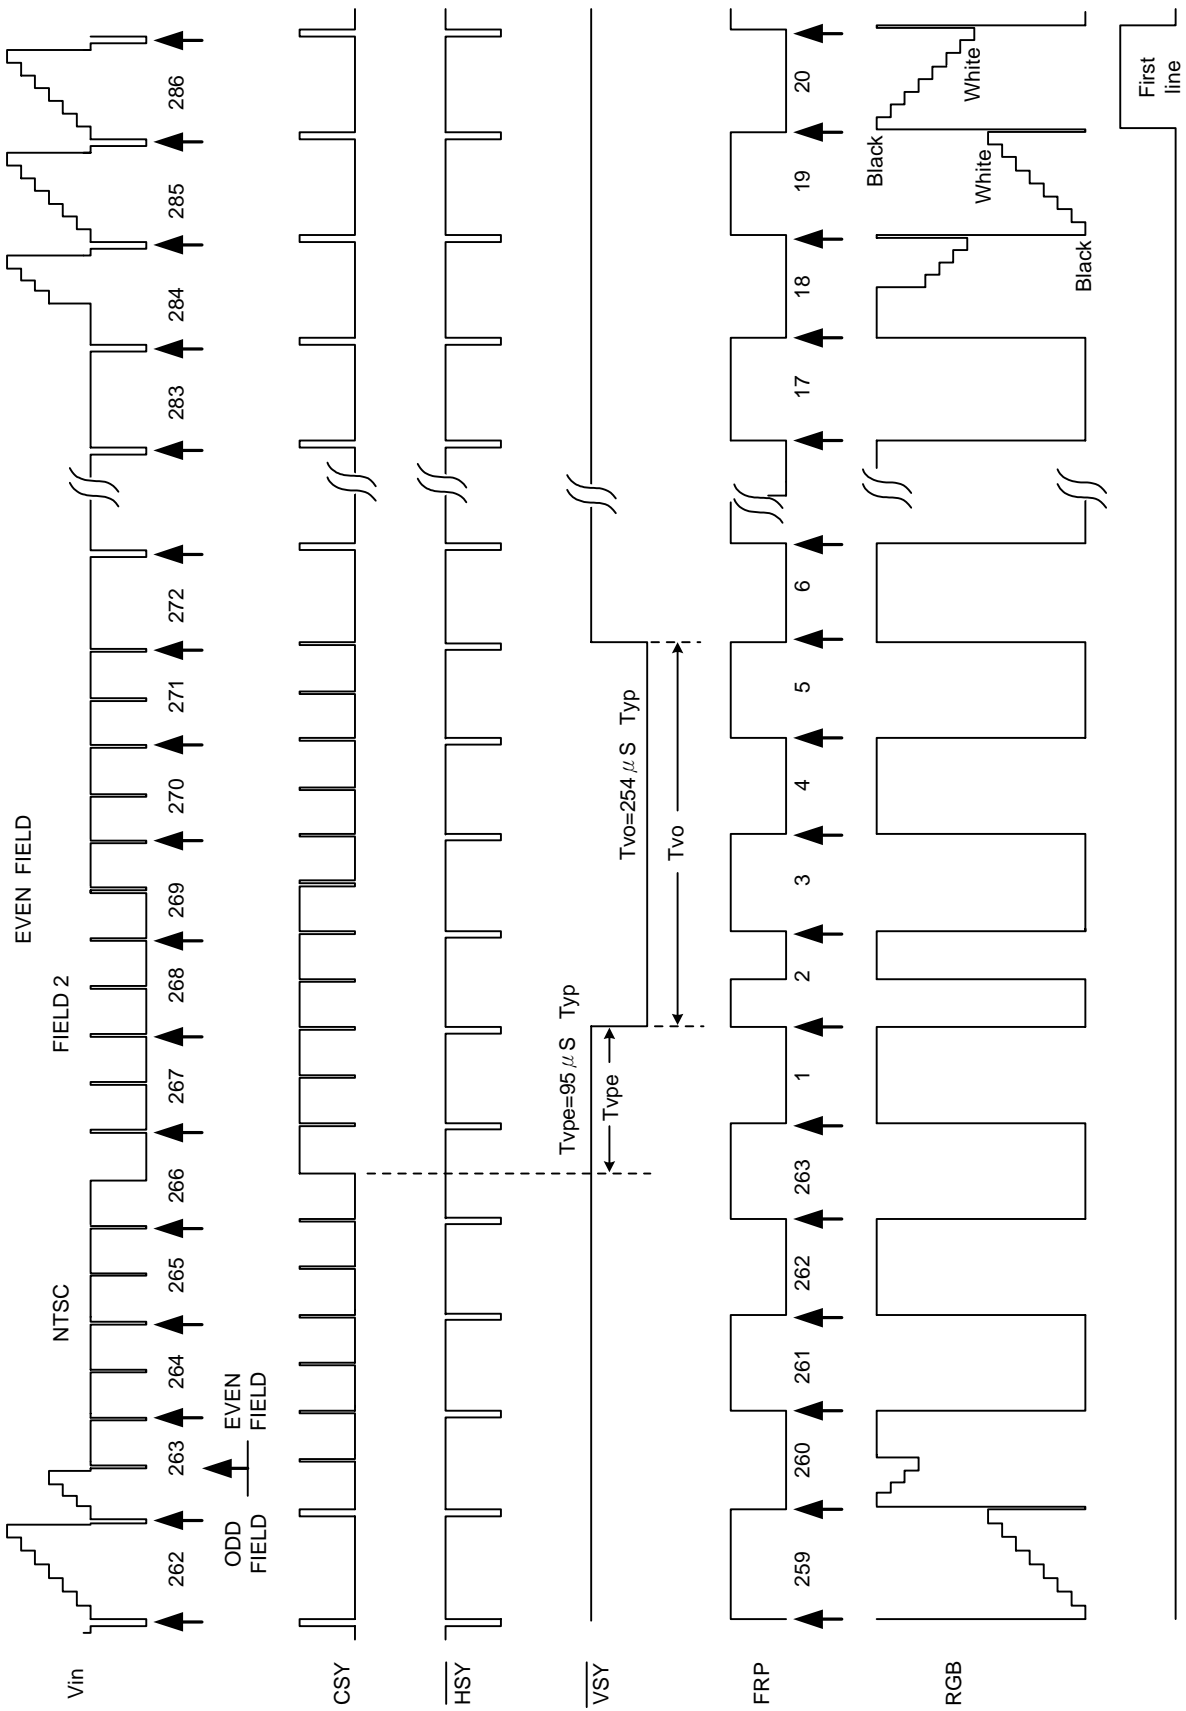 EVEN FIELD
NTSC FIELD 2
Vin
262 263 264 265 266 267 268 269 270 271 272 283 284 285 286
ODD FIELD
EVEN FIELD
CSY
HSY
VSY
Tvpe=95μS Typ
Tvpe
Tvo=254μS Typ
Tvo
FRP
259 260 261 262 263 1 2 3 4 5 6 17 18 19 20
RGB
Black
White
Black
White
First line